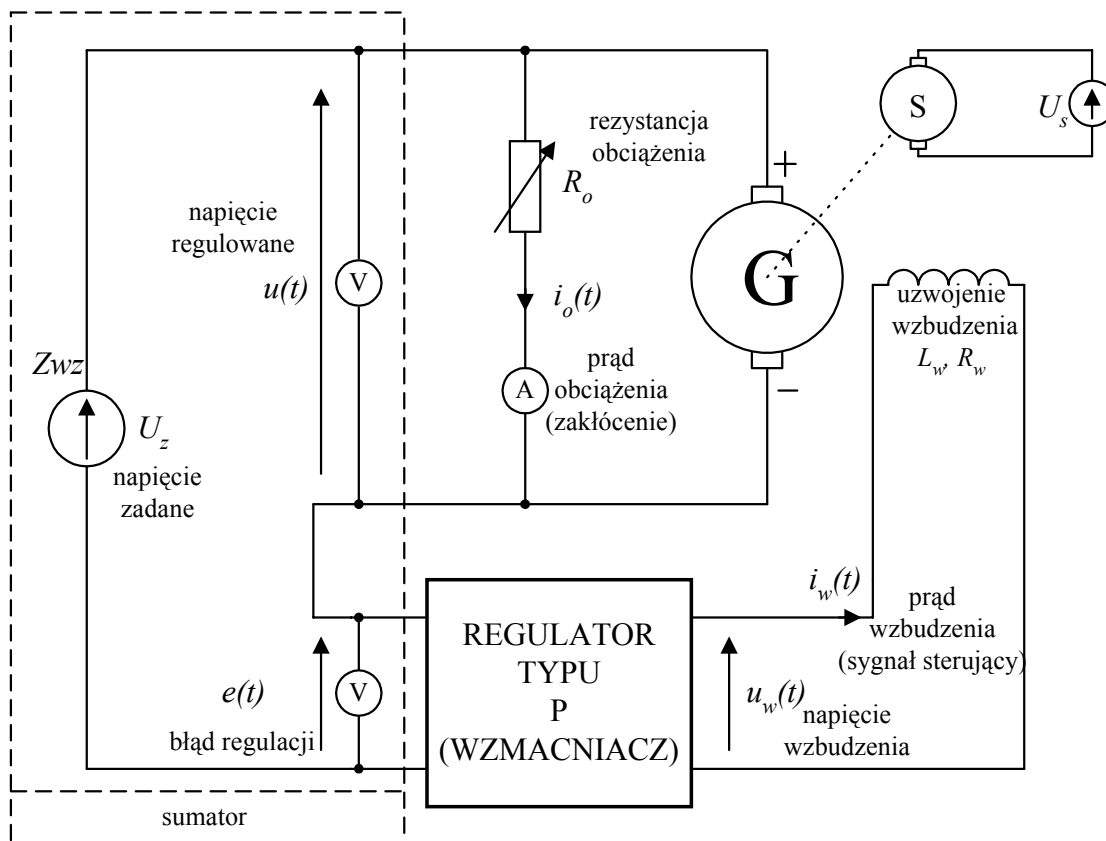 S
U_s
rezystancja
obciążenia
R_o
+
napięcie
regulowane
u(t)
V
G
i_o(t)
uzwojenie
wzbudzenia
L_w, R_w
Zwz
U_z
napięcie
zadane
prąd
obciążenia
(zakłócenie)
A
−
i_w(t)
prąd
wzbudzenia
(sygnał sterujący)
REGULATOR
TYPU
P
(WZMACNIACZ)
e(t)
V
błąd regulacji
u_w(t)
napięcie
wzbudzenia
sumator